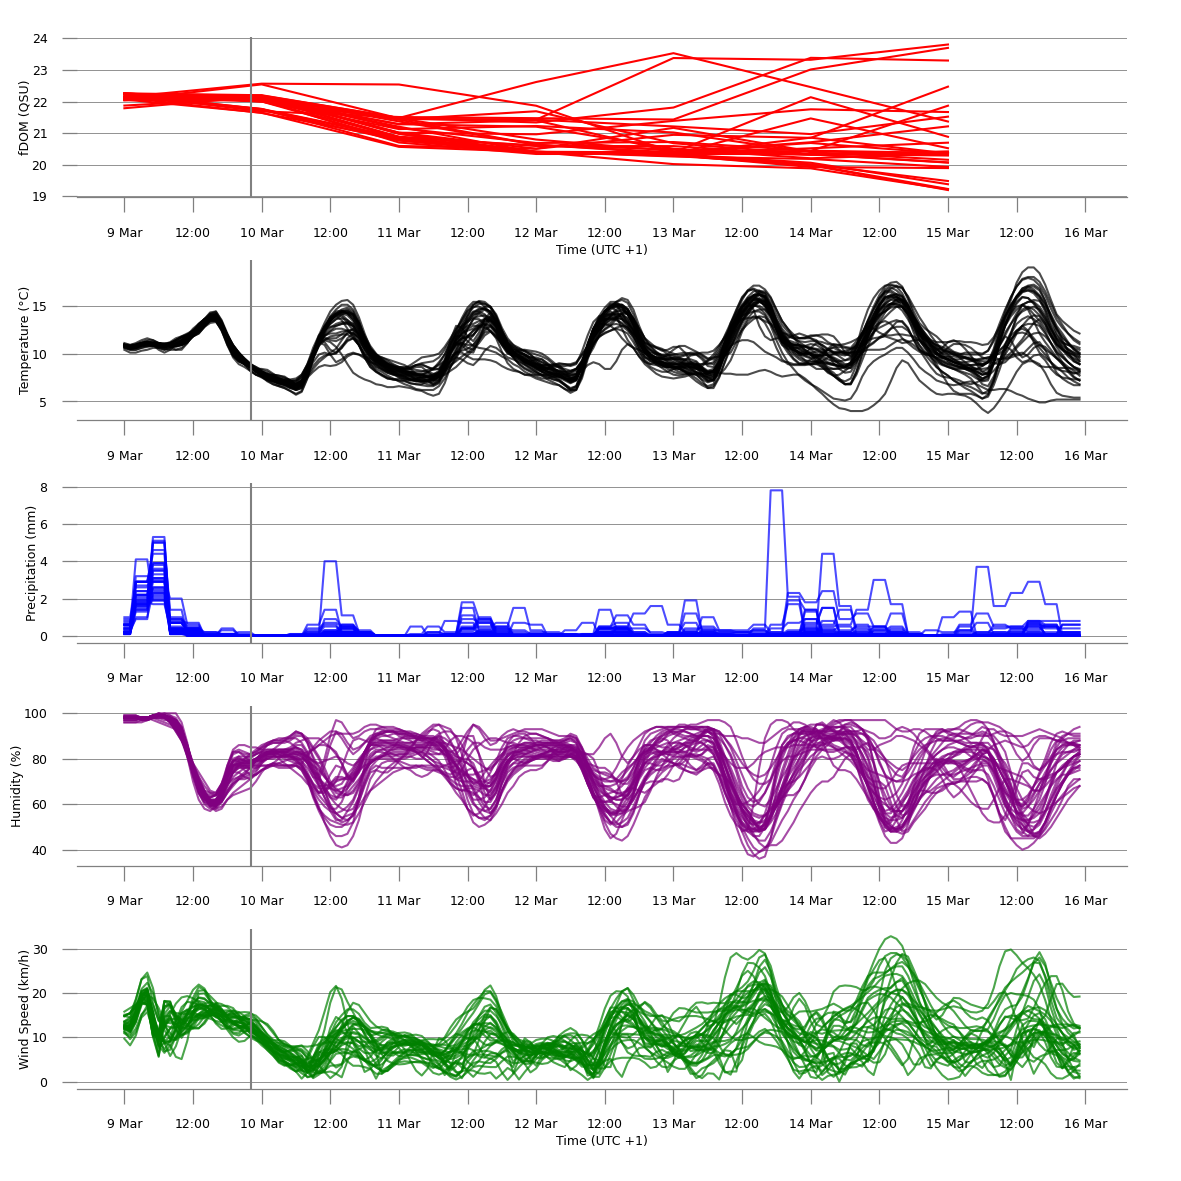 24
23
22
21
20
19
fDOM (QSU)
9 Mar 12:00 10 Mar 12:00 11 Mar 12:00 12 Mar 12:00 13 Mar 12:00 14 Mar 12:00 15 Mar 12:00 16 Mar
Time (UTC +1)
15
10
5
Temperature (°C)
9 Mar 12:00 10 Mar 12:00 11 Mar 12:00 12 Mar 12:00 13 Mar 12:00 14 Mar 12:00 15 Mar 12:00 16 Mar
8
6
4
2
0
Precipitation (mm)
9 Mar 12:00 10 Mar 12:00 11 Mar 12:00 12 Mar 12:00 13 Mar 12:00 14 Mar 12:00 15 Mar 12:00 16 Mar
100
80
60
40
Humidity (%)
9 Mar 12:00 10 Mar 12:00 11 Mar 12:00 12 Mar 12:00 13 Mar 12:00 14 Mar 12:00 15 Mar 12:00 16 Mar
30
20
10
0
Wind Speed (km/h)
9 Mar 12:00 10 Mar 12:00 11 Mar 12:00 12 Mar 12:00 13 Mar 12:00 14 Mar 12:00 15 Mar 12:00 16 Mar
Time (UTC +1)